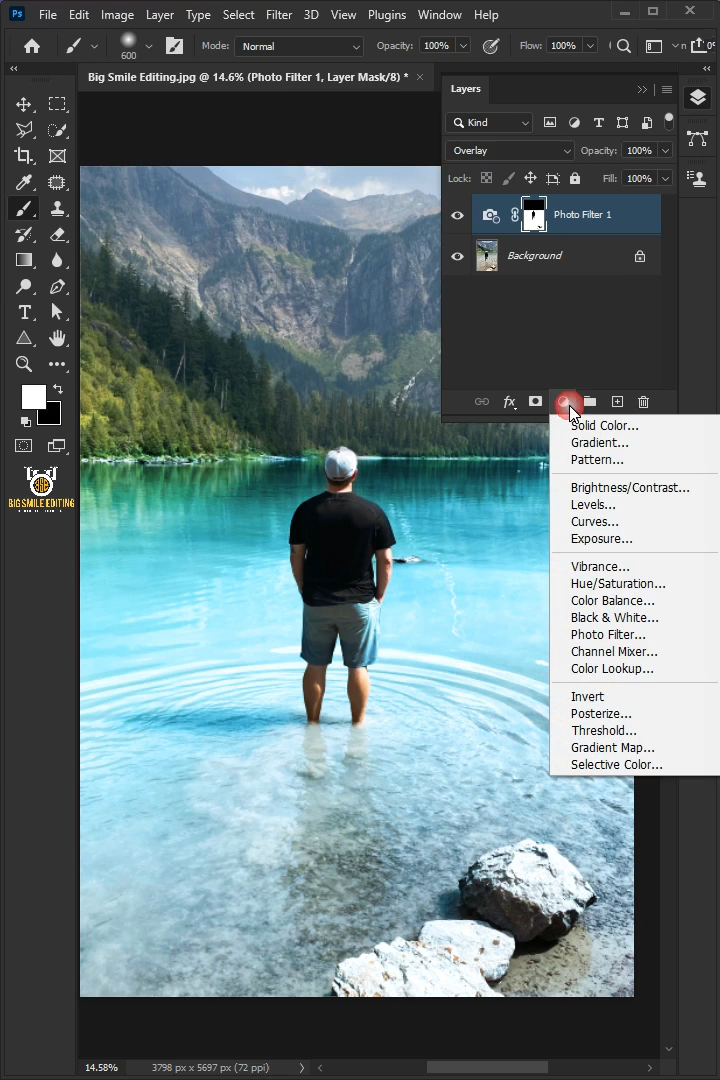 Ps File Edit Image Layer Type Select Filter 3D View Plugins Window Help
600 Mode: Normal Opacity: 100% Flow: 100% 0°
Big Smile Editing.jpg @ 14.6% (Photo Filter 1, Layer Mask/8) * ×
Layers
Kind
Overlay Opacity: 100%
Lock: Fill: 100%
Photo Filter 1
Background
fx
Solid Color...
Gradient...
Pattern...
Brightness/Contrast...
Levels...
Curves...
Exposure...
Vibrance...
Hue/Saturation...
Color Balance...
Black & White...
Photo Filter...
Channel Mixer...
Color Lookup...
Invert
Posterize...
Threshold...
Gradient Map...
Selective Color...
BIG SMILE EDITING
14.58% 3798 px x 5697 px (72 ppi)